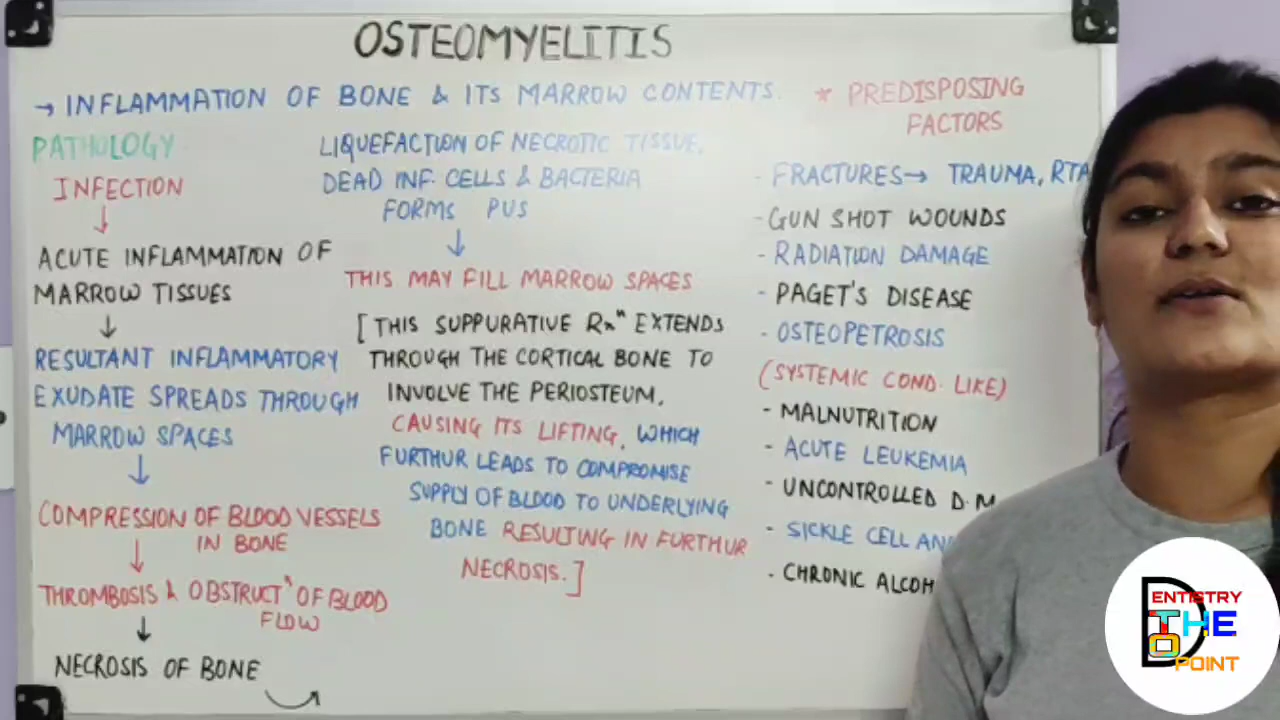 OSTEOMYELITIS
→ INFLAMMATION OF BONE & ITS MARROW CONTENTS.
PATHOLOGY
INFECTION
↓
ACUTE INFLAMMATION OF
MARROW TISSUES
↓
RESULTANT INFLAMMATORY
EXUDATE SPREADS THROUGH
MARROW SPACES
↓
COMPRESSION OF BLOOD VESSELS
IN BONE
↓
THROMBOSIS & OBSTRUCTⁿ OF BLOOD
FLOW
↓
NECROSIS OF BONE
LIQUEFACTION OF NECROTIC TISSUE,
DEAD INF. CELLS & BACTERIA
FORMS PUS
↓
THIS MAY FILL MARROW SPACES
[THIS SUPPURATIVE Rxⁿ EXTENDS
THROUGH THE CORTICAL BONE TO
INVOLVE THE PERIOSTEUM,
CAUSING ITS LIFTING, WHICH
FURTHUR LEADS TO COMPROMISE
SUPPLY OF BLOOD TO UNDERLYING
BONE RESULTING IN FURTHUR
NECROSIS.]
* PREDISPOSING
FACTORS
- FRACTURES→ TRAUMA, RTA
- GUN SHOT WOUNDS
- RADIATION DAMAGE
- PAGET'S DISEASE
- OSTEOPETROSIS
(SYSTEMIC COND. LIKE)
- MALNUTRITION
- ACUTE LEUKEMIA
- UNCONTROLLED D.M
- SICKLE CELL AN
- CHRONIC ALCOH
DENTISTRY
THE
POINT